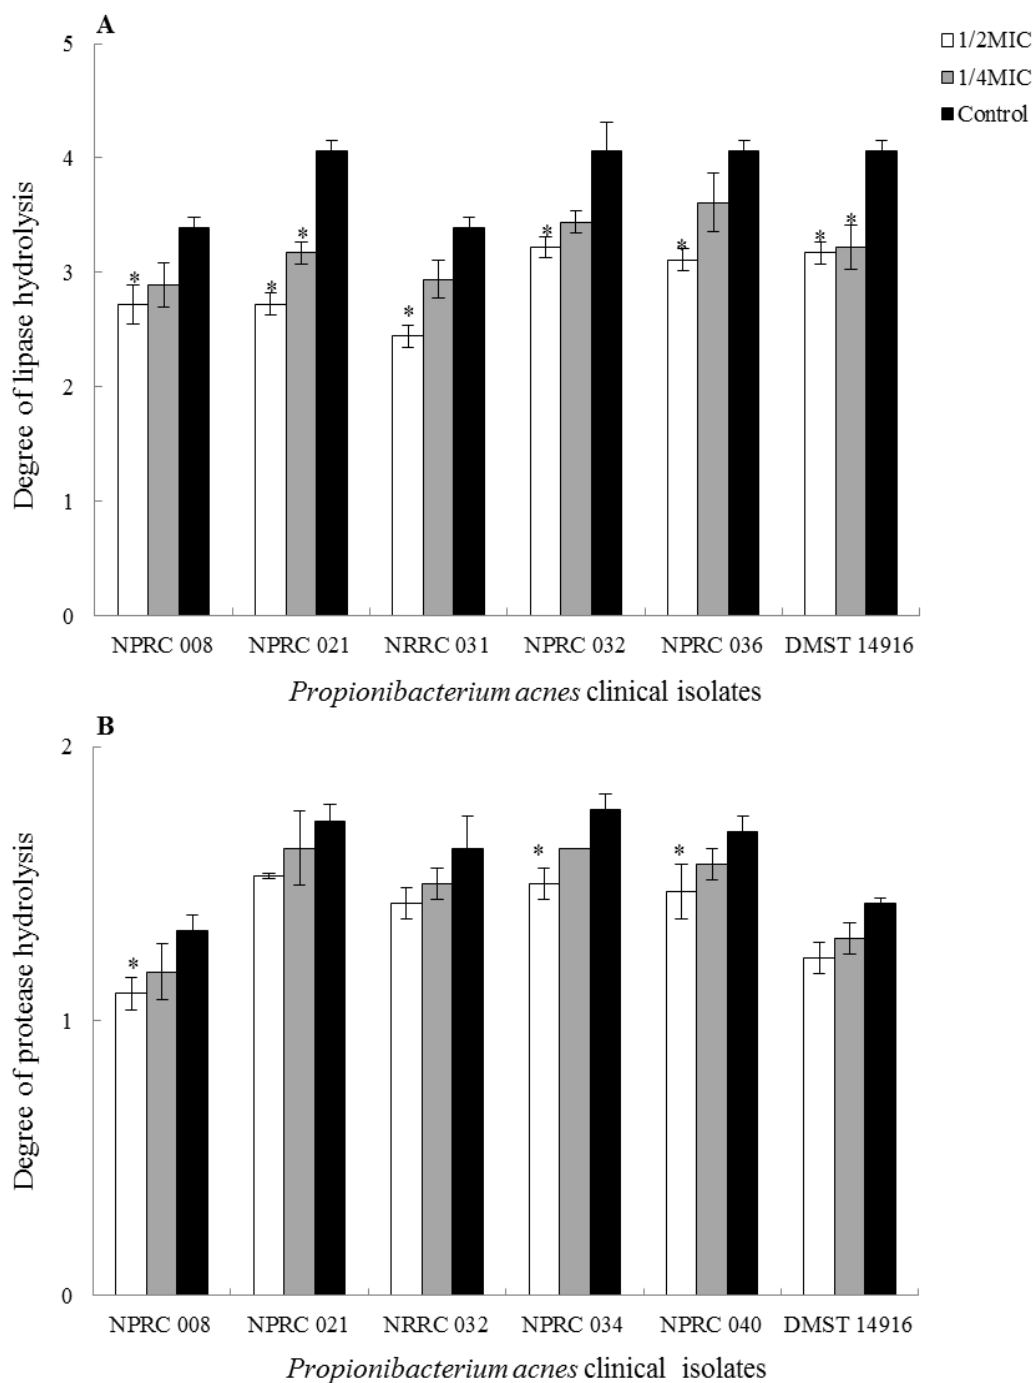 A
1/2MIC
1/4MIC
Control
Degree of lipase hydrolysis
5
4
3
2
1
0
* * * * * * * *
NPRC 008 NPRC 021 NRRC 031 NPRC 032 NPRC 036 DMST 14916
Propionibacterium acnes clinical isolates
B
Degree of protease hydrolysis
2
1
0
* * *
NPRC 008 NPRC 021 NRRC 032 NPRC 034 NPRC 040 DMST 14916
Propionibacterium acnes clinical isolates